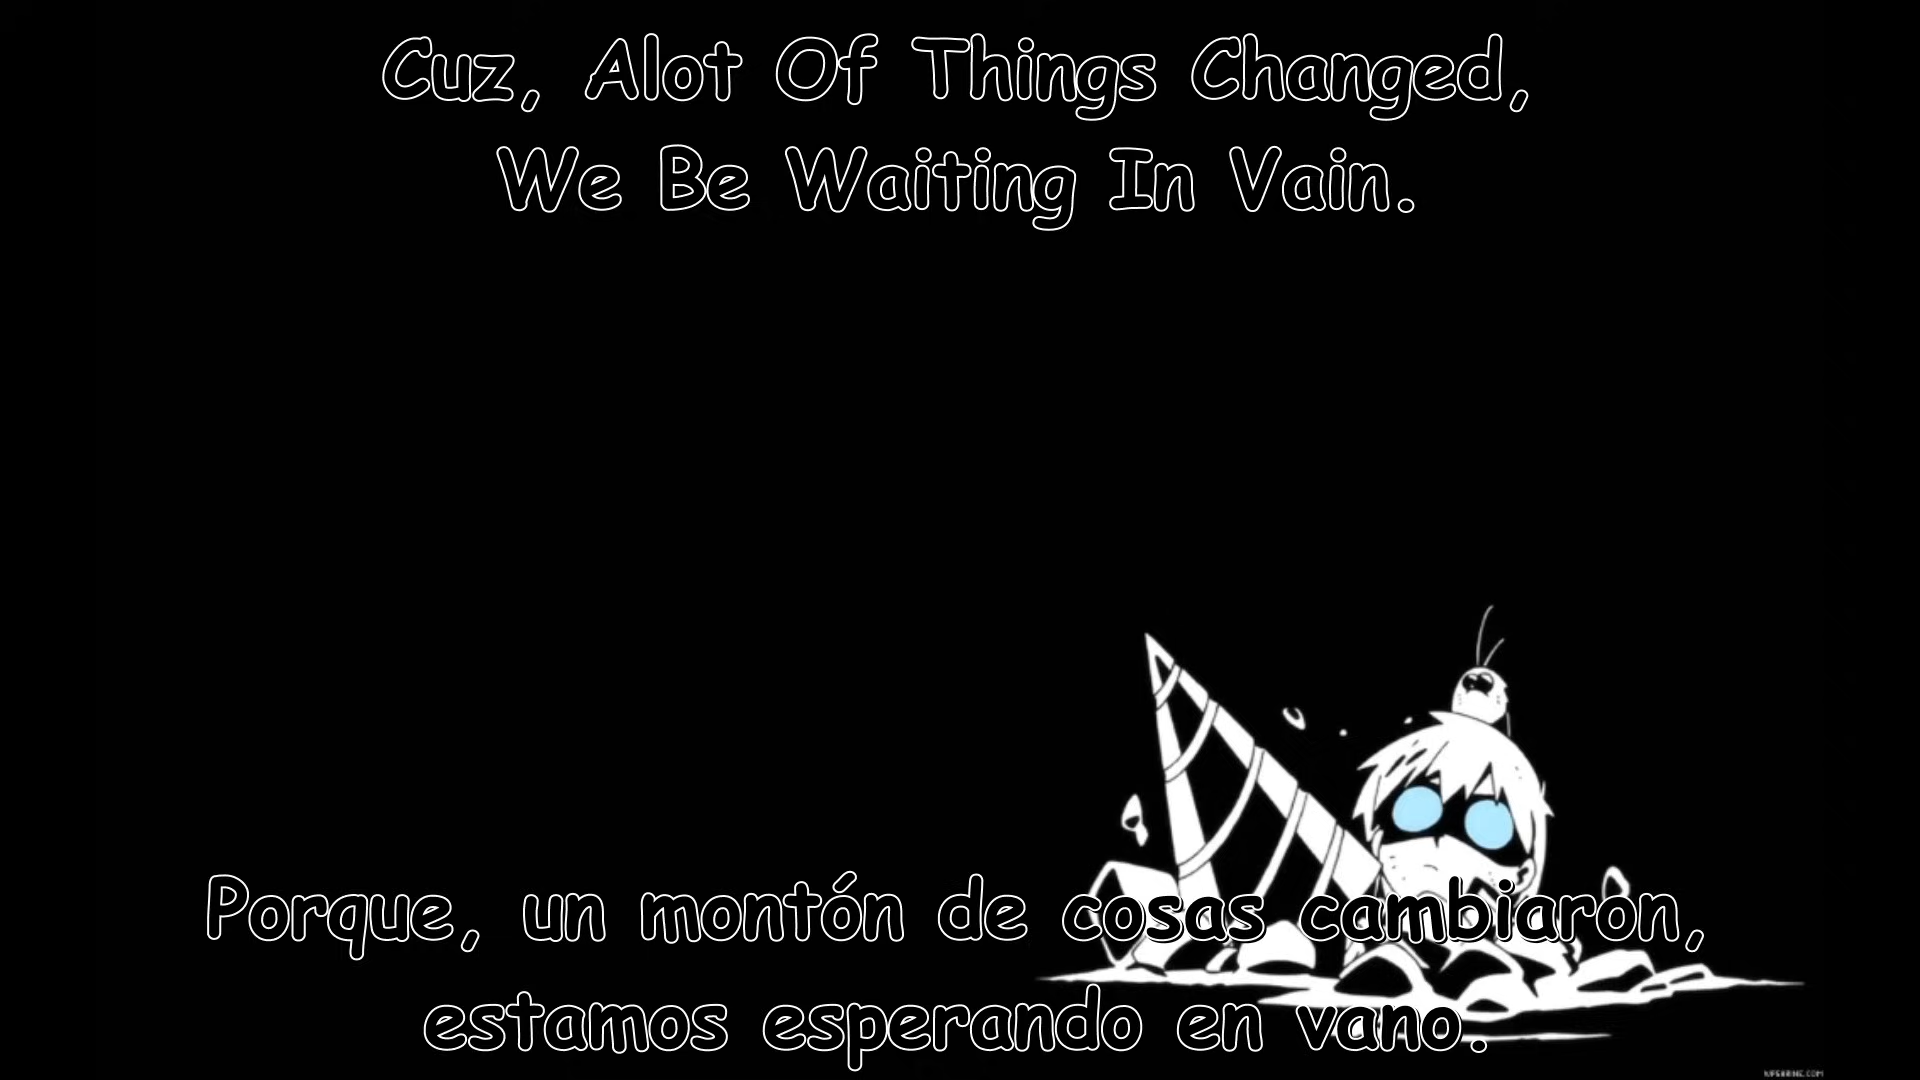 Cuz, Alot Of Things Changed,
We Be Waiting In Vain.
Porque, un montón de cosas cambiaron,
estamos esperando en vano.